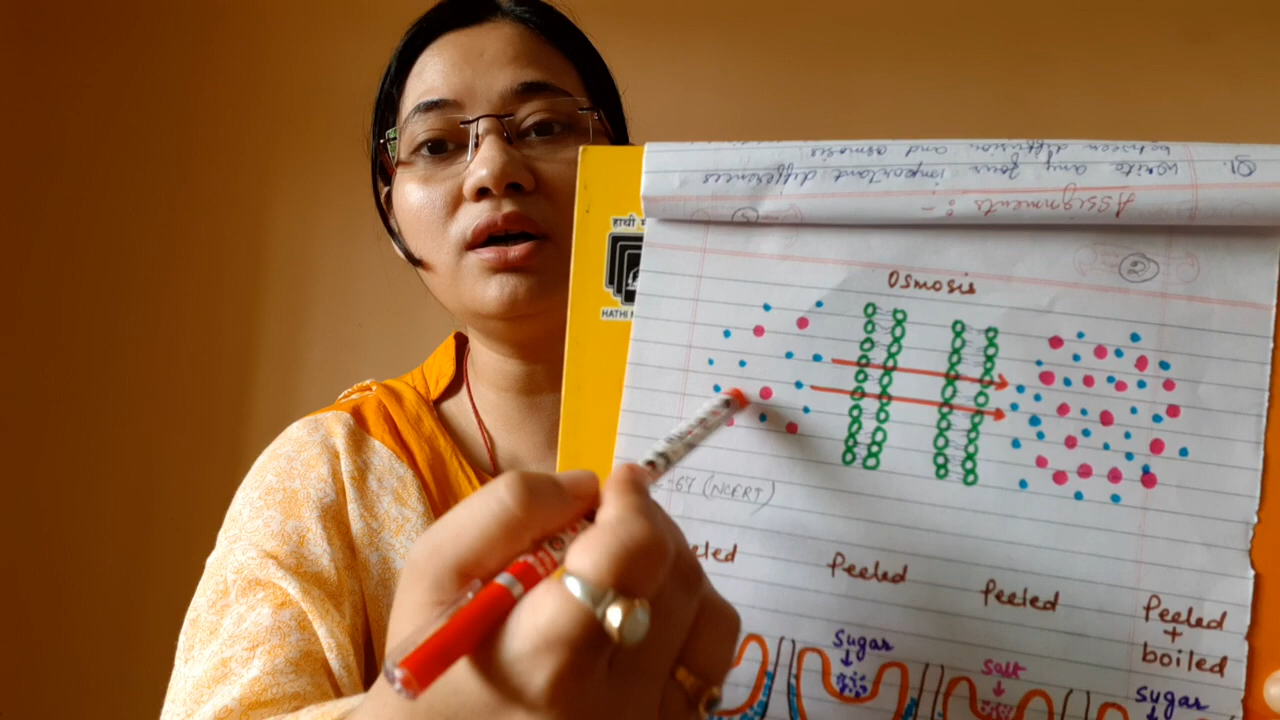 Assignments :-
Q. Write any four important differences
between diffusion and osmosis
हाथी
HATHI
2
Osmosis
67 (NCERT)
Peeled
Peeled
Peeled
+
boiled
Sugar
Salt
Sugar